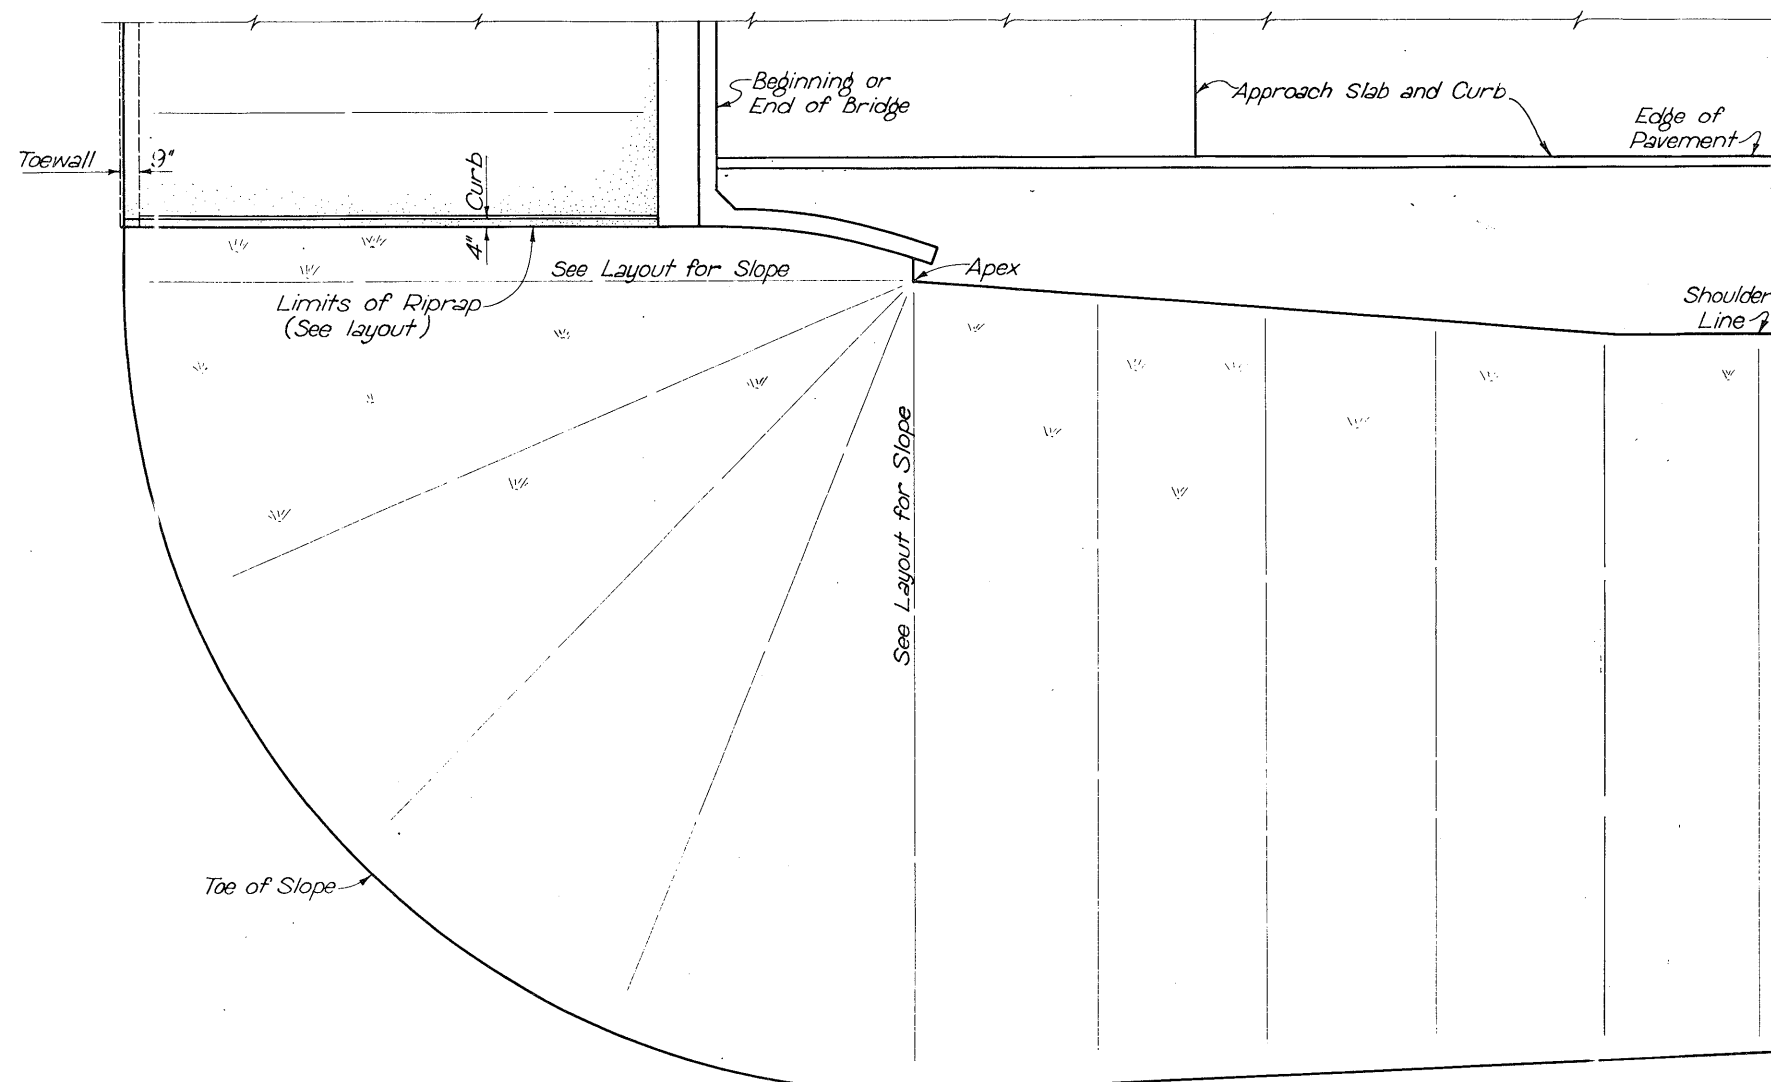 Beginning or
End of Bridge
Approach Slab and Curb
Edge of
Pavement
Toewall
9"
4" Curb
See Layout for Slope
Apex
Limits of Riprap
(See layout)
Shoulder
Line
See Layout for Slope
Toe of Slope